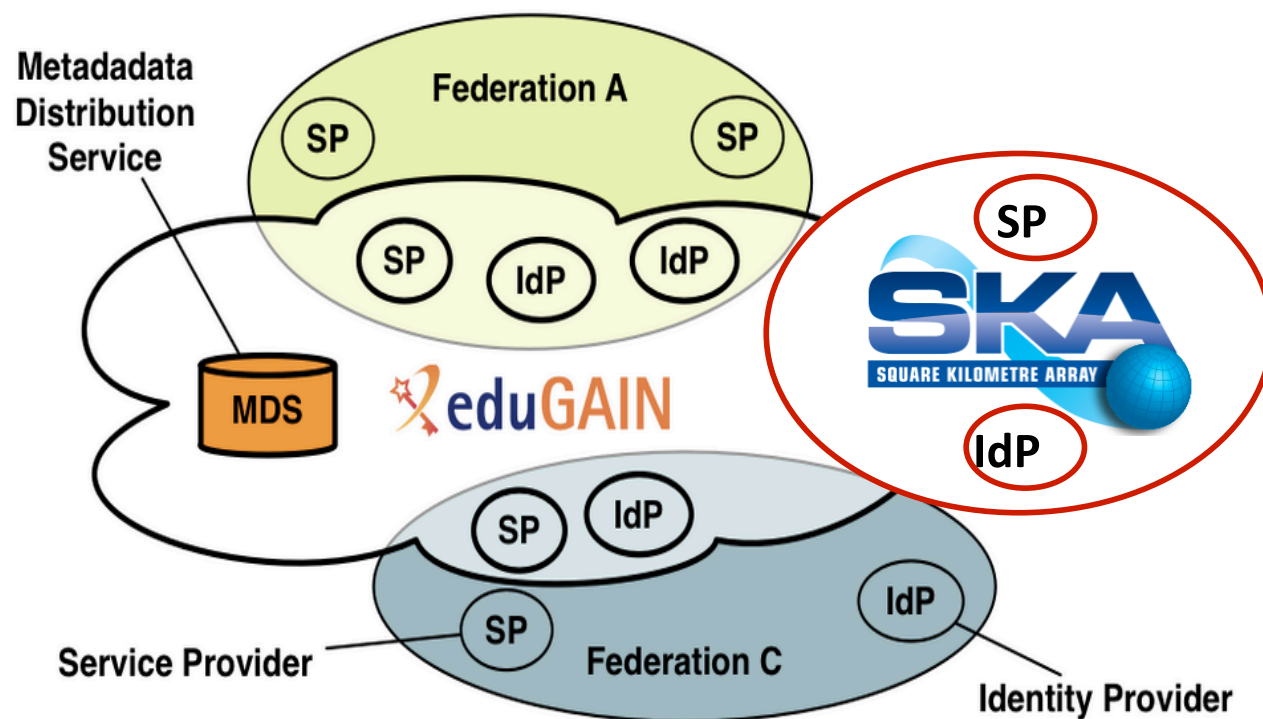 Metadadata
Distribution
Service
Federation A
SP
SP
SP
IdP
IdP
SP
SKA
SQUARE KILOMETRE ARRAY
IdP
MDS
eduGAIN
SP
IdP
SP
IdP
Service Provider
Federation C
Identity Provider